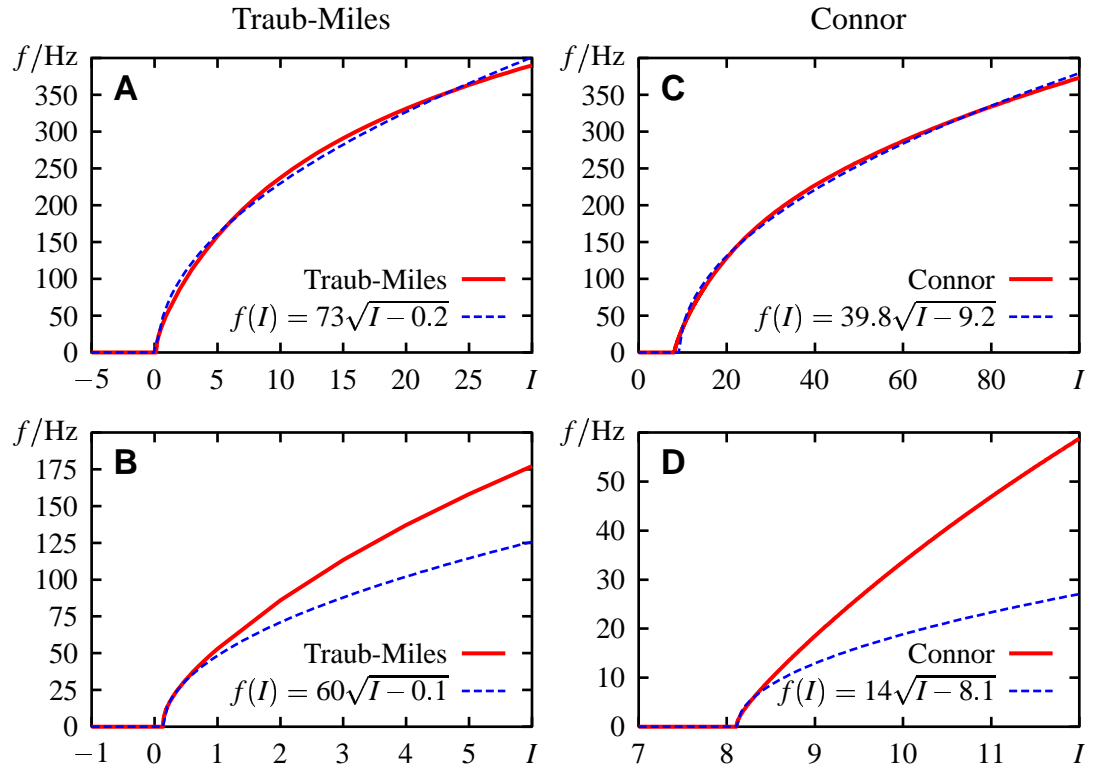 Traub-Miles
Connor
f/Hz
A
350
300
250
200
150
100
50
0
−5 0 5 10 15 20 25 I
Traub-Miles
f(I) = 73√I−0.2
f/Hz
C
350
300
250
200
150
100
50
0
0 20 40 60 80 I
Connor
f(I) = 39.8√I−9.2
f/Hz
B
175
150
125
100
75
50
25
0
−1 0 1 2 3 4 5 I
Traub-Miles
f(I) = 60√I−0.1
f/Hz
D
50
40
30
20
10
0
7 8 9 10 11 I
Connor
f(I) = 14√I−8.1